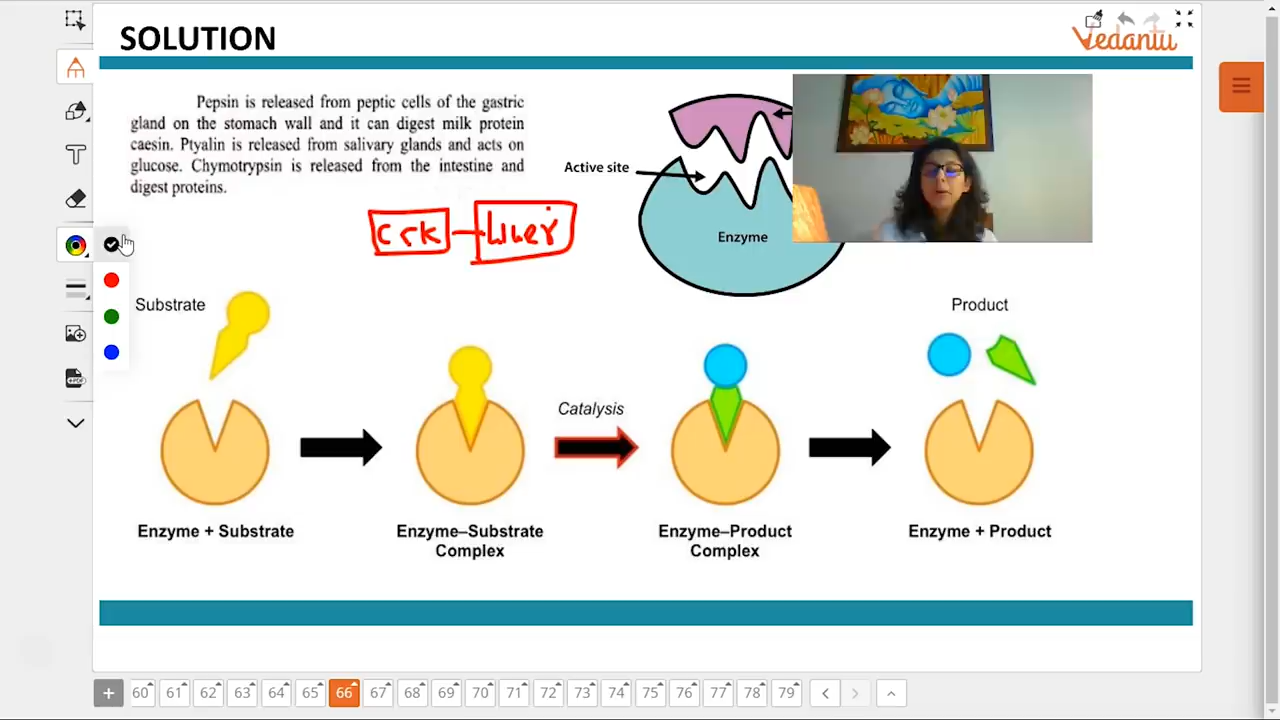 SOLUTION
Vedantu
Pepsin is released from peptic cells of the gastric
gland on the stomach wall and it can digest milk protein
caesin. Ptyalin is released from salivary glands and acts on
glucose. Chymotrypsin is released from the intestine and
digest proteins.
Active site
Enzyme
Substrate
Product
Catalysis
Enzyme + Substrate
Enzyme–Substrate
Complex
Enzyme–Product
Complex
Enzyme + Product
+ 60 61 62 63 64 65 66 67 68 69 70 71 72 73 74 75 76 77 78 79